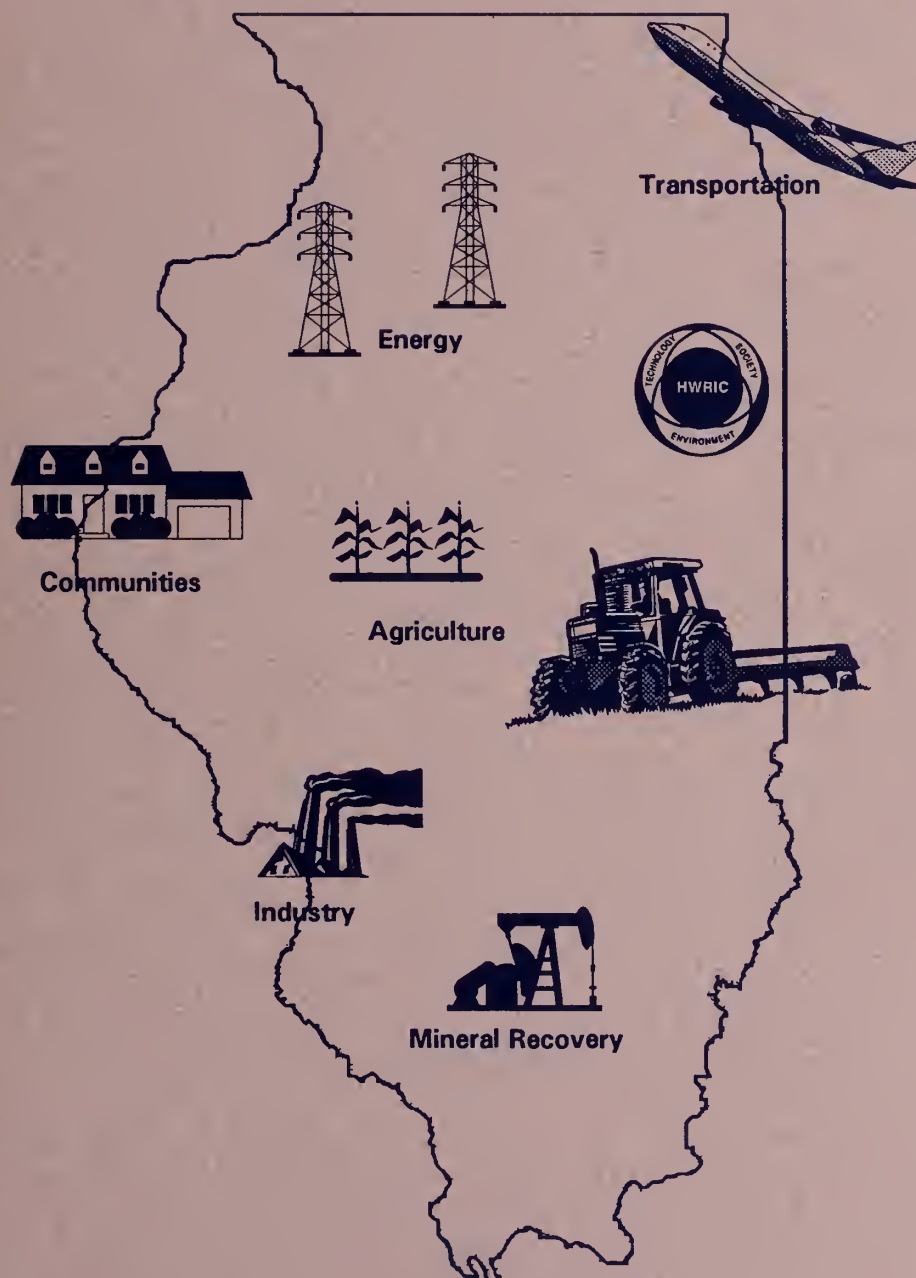 Transportation
Energy
TECHNOLOGY
SOCIETY
HWRIC
ENVIRONMENT
Communities
Agriculture
Industry
Mineral Recovery